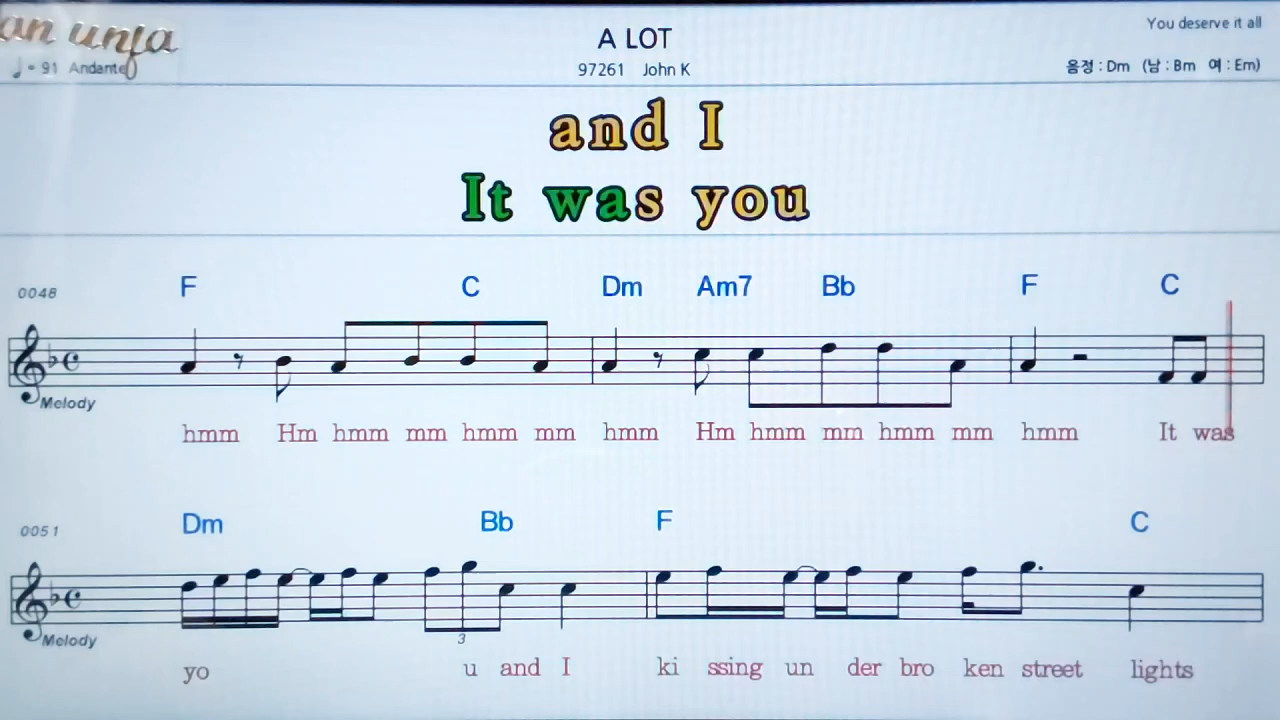 You deserve it all
A LOT
♩ = 91 Andante
97261 John K
음정 : Dm (남 : Bm 여 : Em)
and I
It was you
0048 F C Dm Am7 Bb F C
Melody
hmm Hm hmm mm hmm mm hmm Hm hmm mm hmm mm hmm It was
0051 Dm Bb F C
Melody
3
yo u and I ki ssing un der bro ken street lights